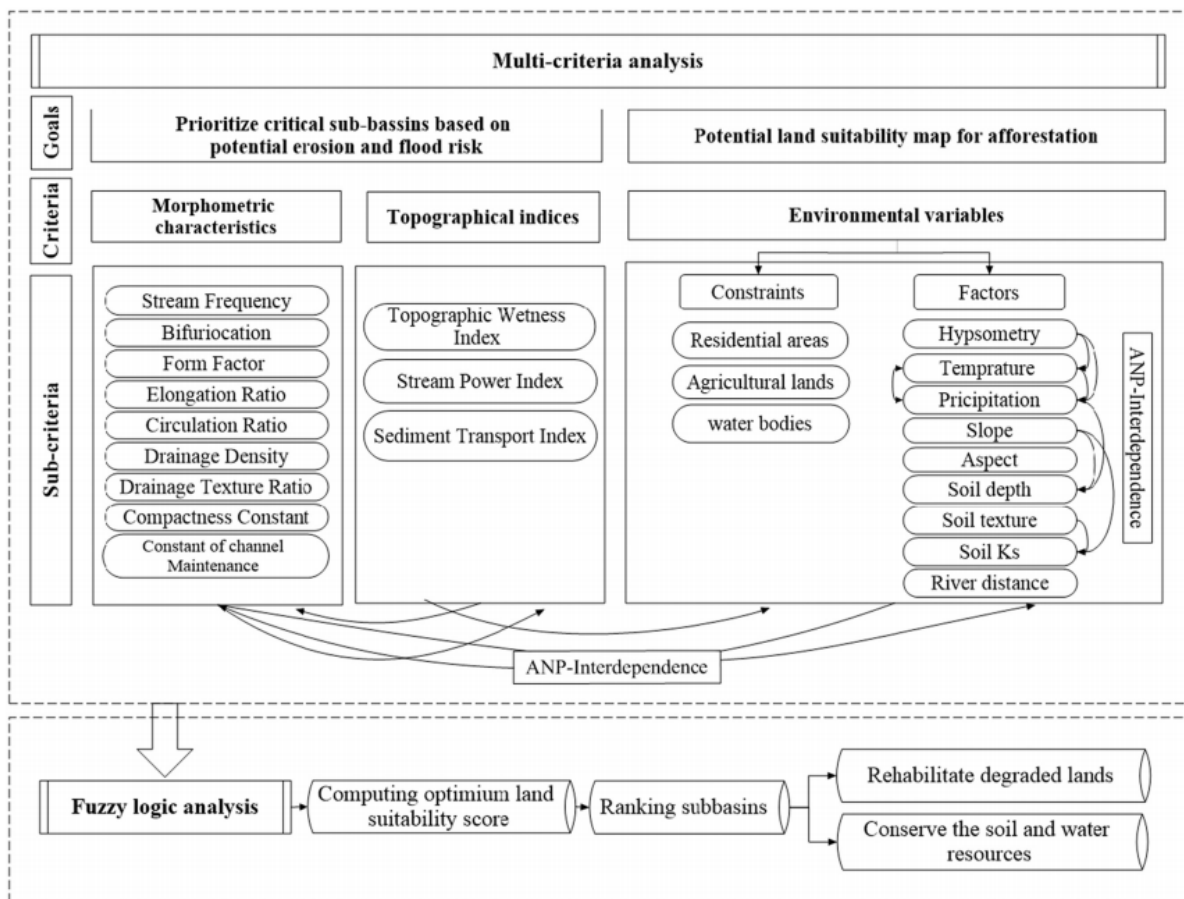 Multi-criteria analysis
Goals
Prioritize critical sub-bassins based on
potential erosion and flood risk
Potential land suitability map for afforestation
Criteria
Morphometric
characteristics
Topographical indices
Environmental variables
Sub-criteria
Stream Frequency
Bifuriocation
Form Factor
Elongation Ratio
Circulation Ratio
Drainage Density
Drainage Texture Ratio
Compactness Constant
Constant of channel
Maintenance
Topographic Wetness
Index
Stream Power Index
Sediment Transport Index
Constraints
Residential areas
Agricultural lands
water bodies
Factors
Hypsometry
Temprature
Pricipitation
Slope
Aspect
Soil depth
Soil texture
Soil Ks
River distance
ANP-Interdependence
ANP-Interdependence
Fuzzy logic analysis
Computing optimium land
suitability score
Ranking subbasins
Rehabilitate degraded lands
Conserve the soil and water
resources